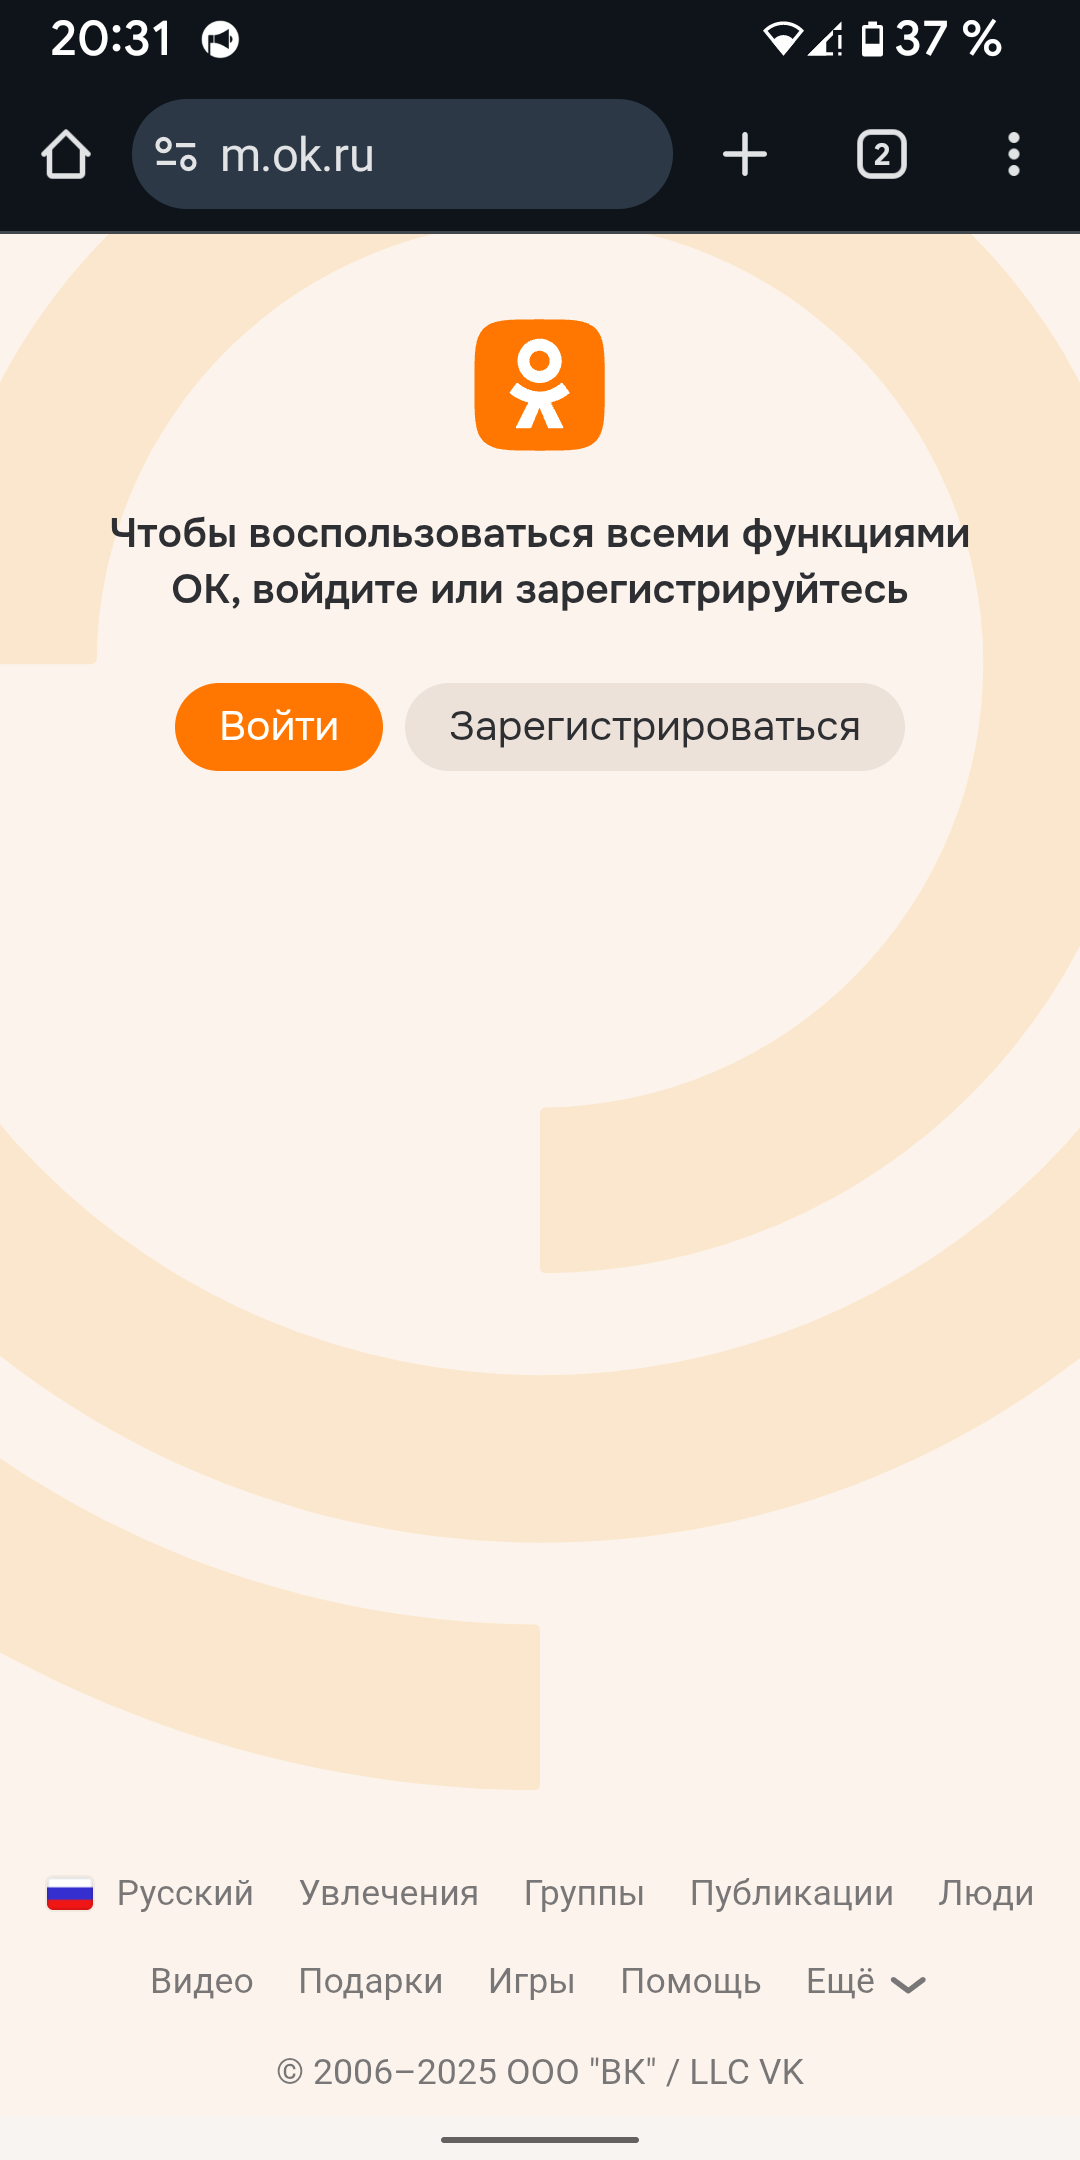 20:31 37 %
m.ok.ru 2
Чтобы воспользоваться всеми функциями
ОК, войдите или зарегистрируйтесь
Войти Зарегистрироваться
Русский Увлечения Группы Публикации Люди
Видео Подарки Игры Помощь Ещё
© 2006–2025 ООО "ВК" / LLC VK